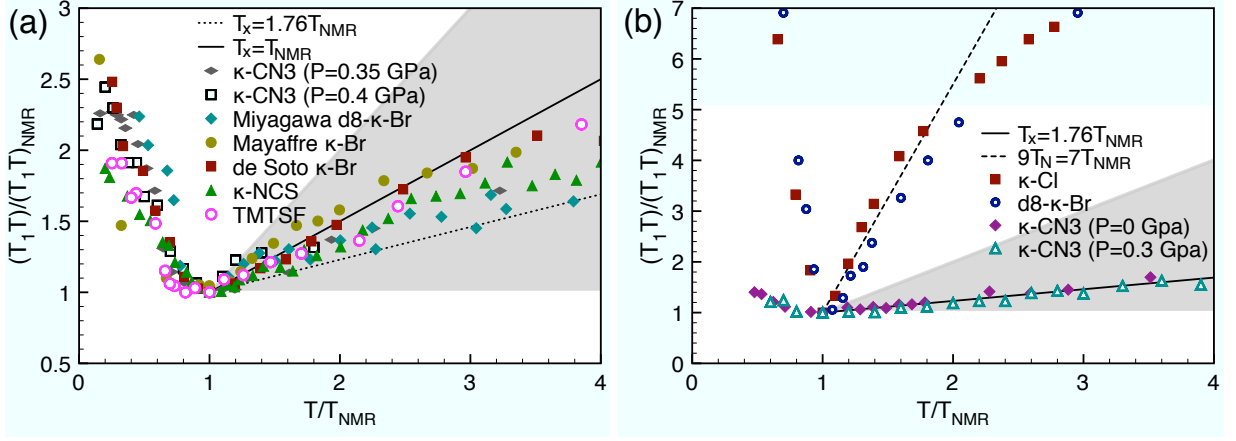 (a)
(T₁T)/(T₁T)NMR
3
2.5
2
1.5
1
0.5
0
1
2
3
4
T/TNMR
Tx=1.76TNMR
Tx=TNMR
κ-CN3 (P=0.35 GPa)
κ-CN3 (P=0.4 GPa)
Miyagawa d8-κ-Br
Mayaffre κ-Br
de Soto κ-Br
κ-NCS
TMTSF
(b)
(T₁T)/(T₁T)NMR
7
6
5
4
3
2
1
0
0
1
2
3
4
T/TNMR
Tx=1.76TNMR
9TN=7TNMR
κ-Cl
d8-κ-Br
κ-CN3 (P=0 Gpa)
κ-CN3 (P=0.3 Gpa)